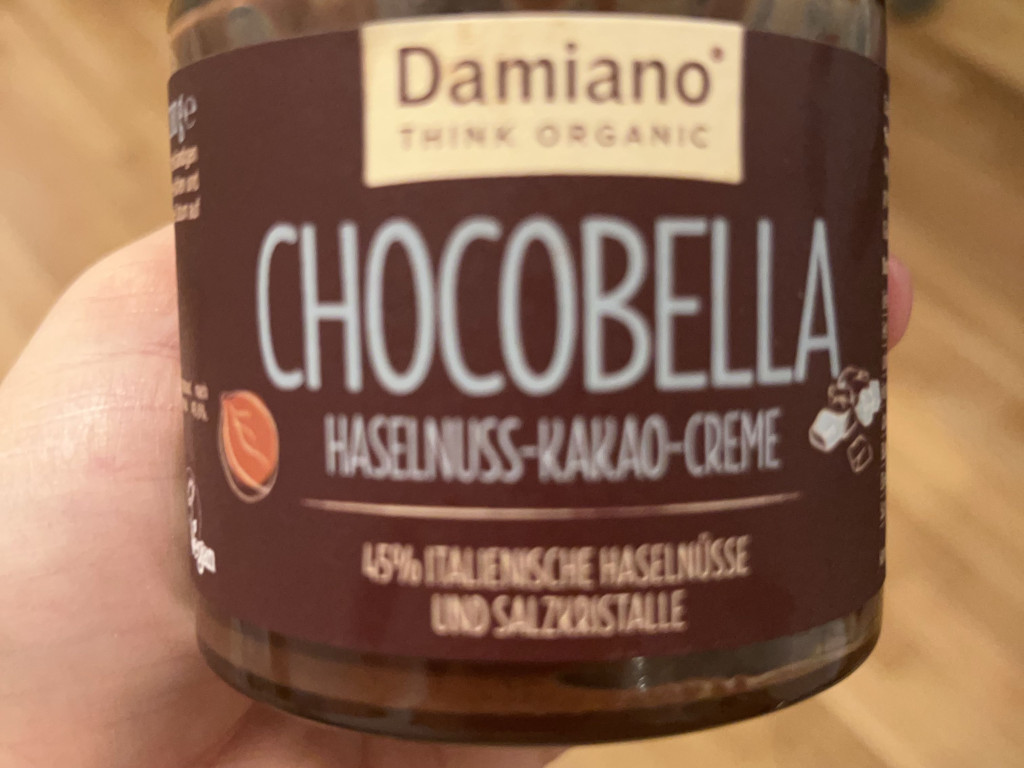 Damiano
THINK ORGANIC
CHOCOBELLA
HASELNUSS-KAKAO-CREME
45% ITALIENISCHE HASELNÜSSE
UND SALZKRISTALLE